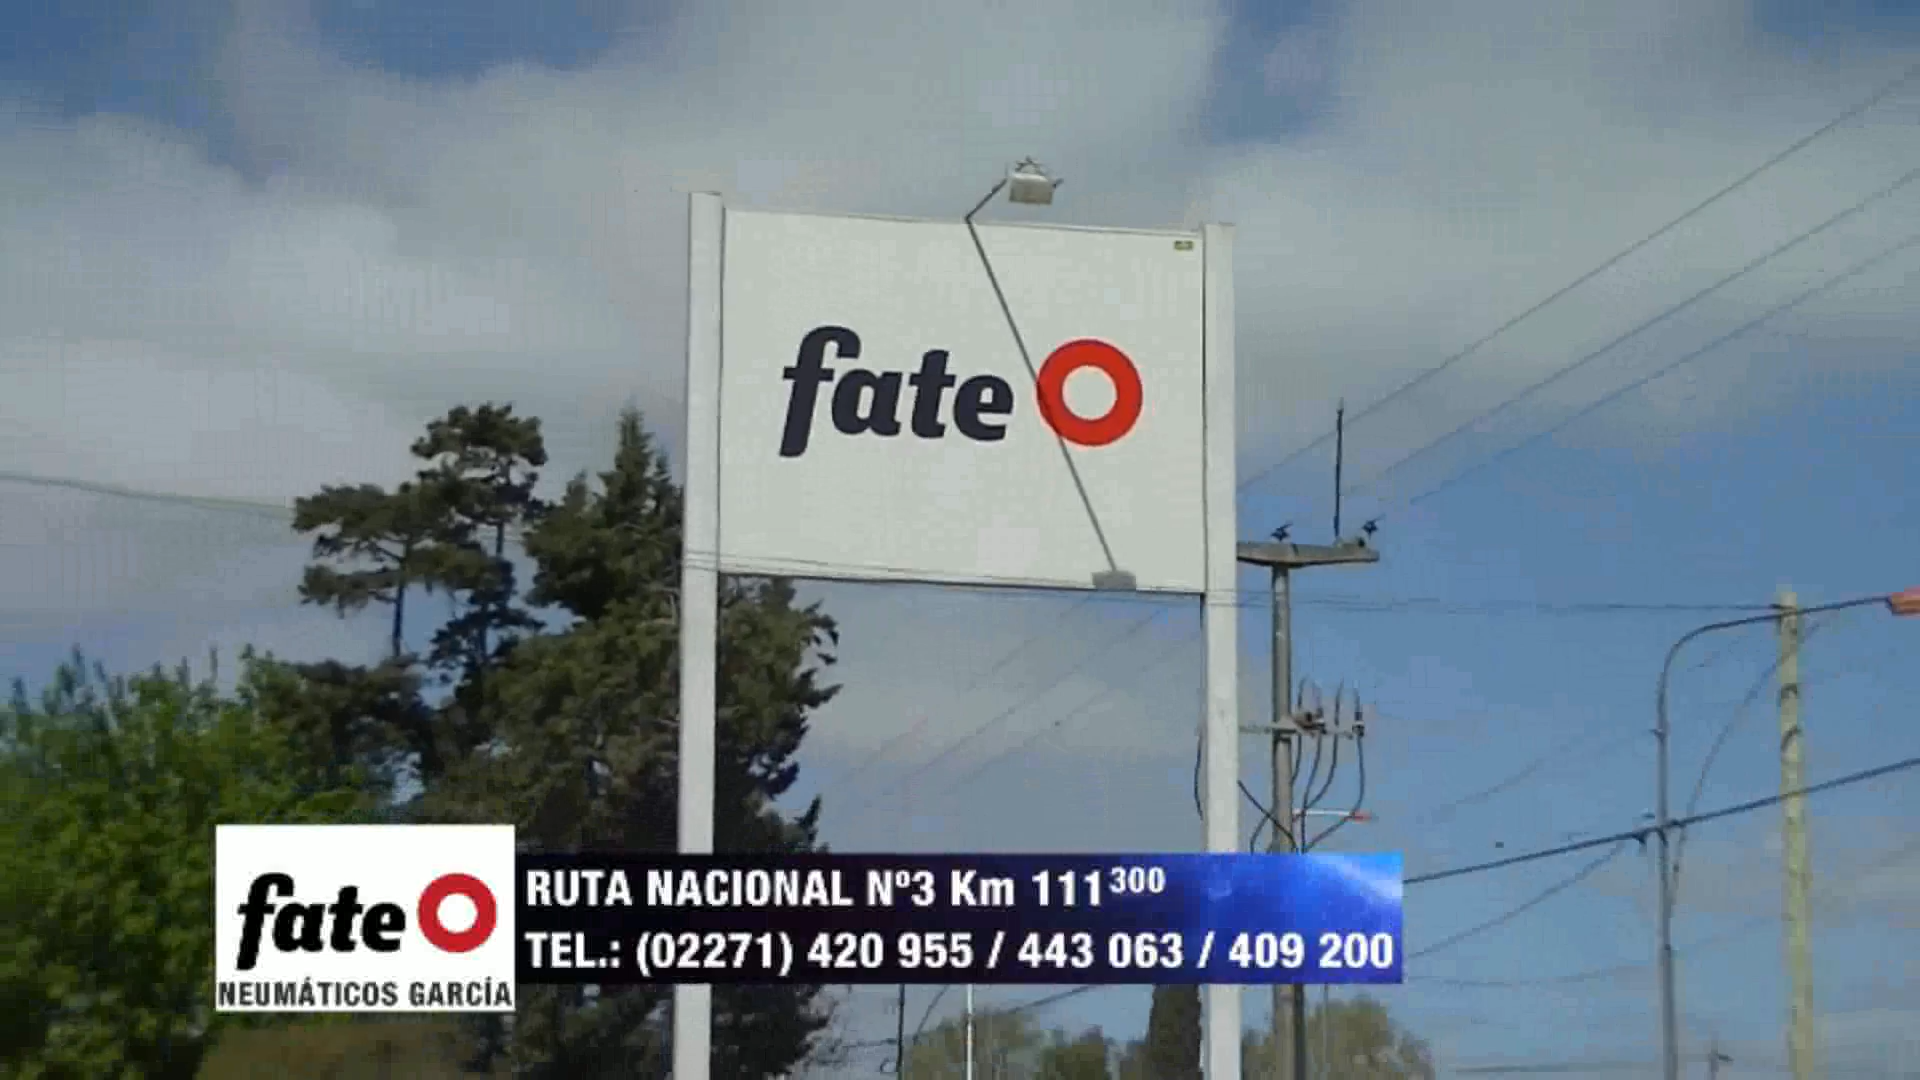 fate
fate
NEUMÁTICOS GARCÍA
RUTA NACIONAL Nº3 Km 111³⁰⁰
TEL.: (02271) 420 955 / 443 063 / 409 200